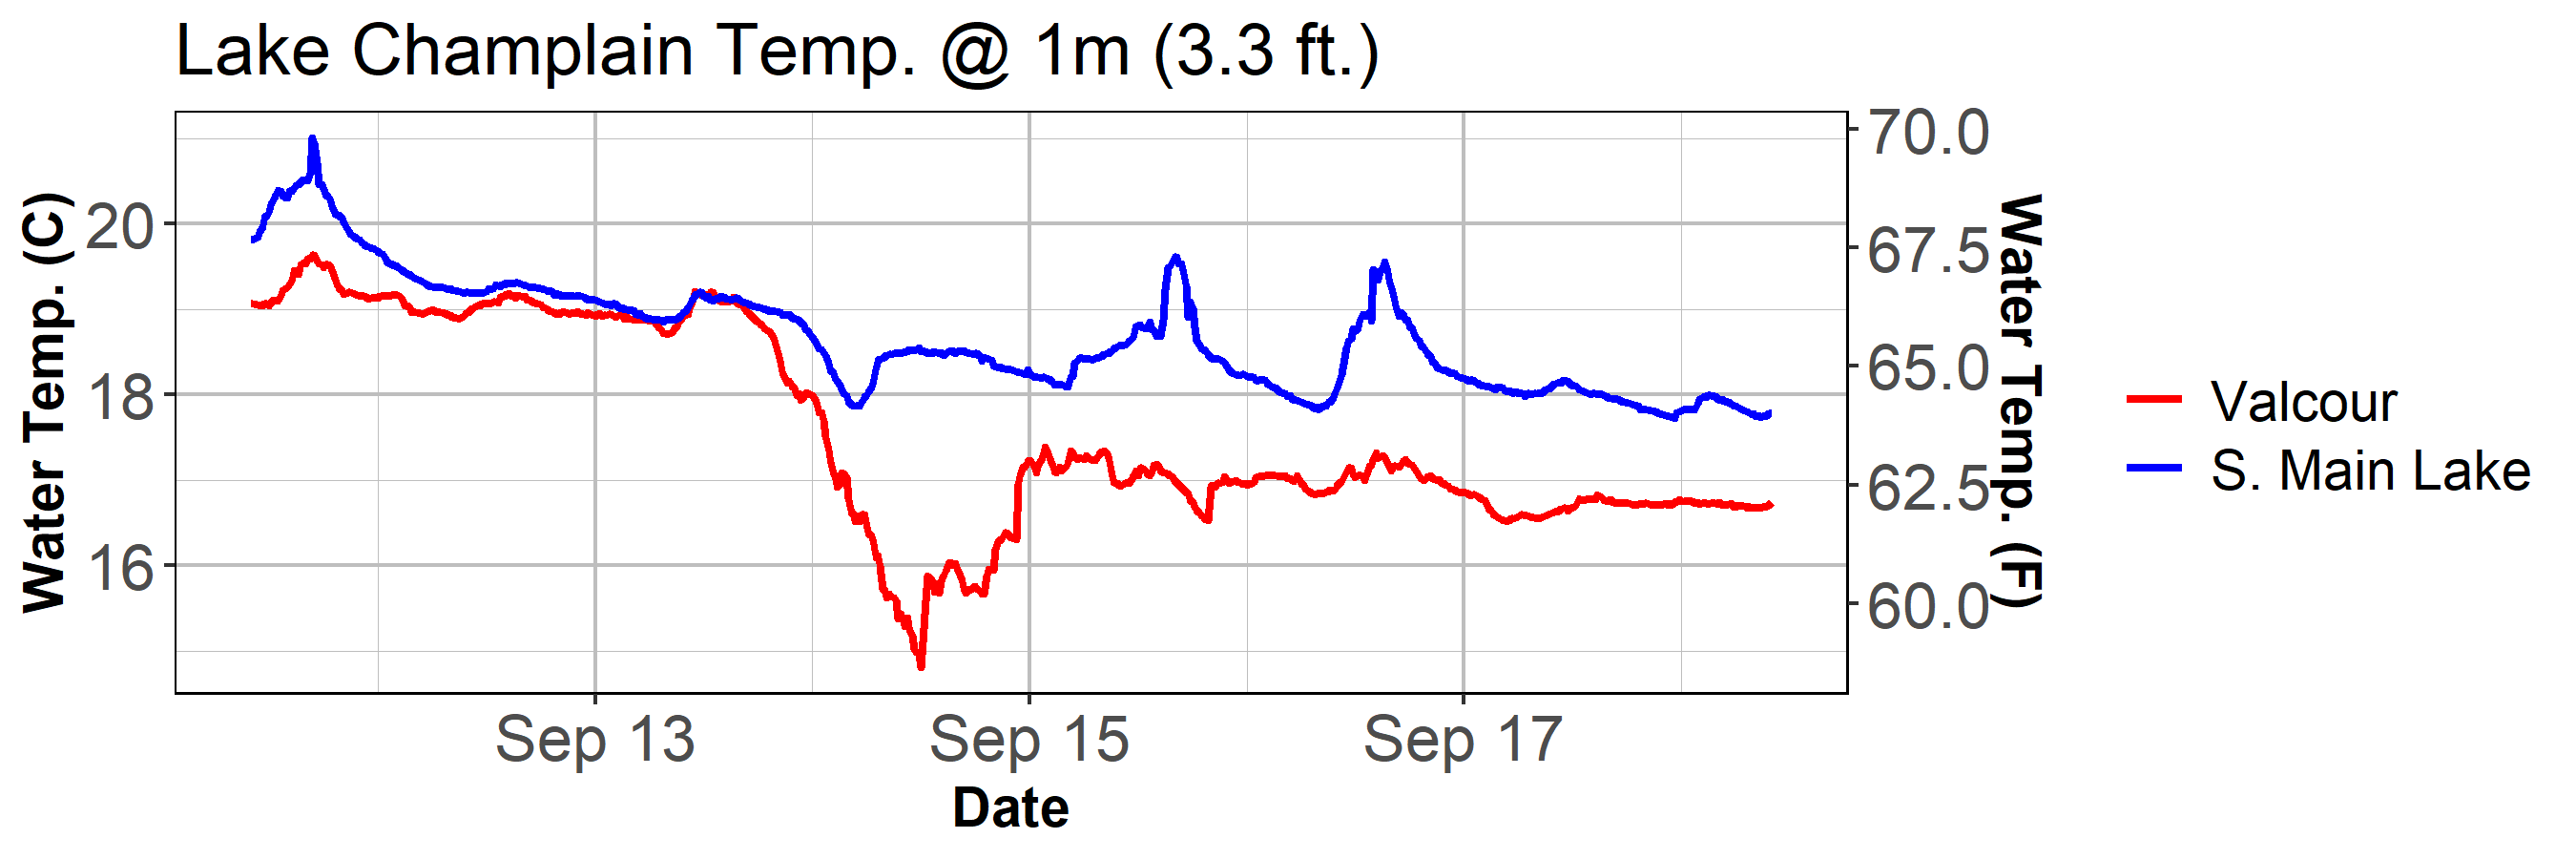 Lake Champlain Temp. @ 1m (3.3 ft.)
Water Temp. (C)
20
18
16
70.0
67.5
65.0
62.5
60.0
Water Temp. (F)
Sep 13
Sep 15
Sep 17
Date
Valcour
S. Main Lake